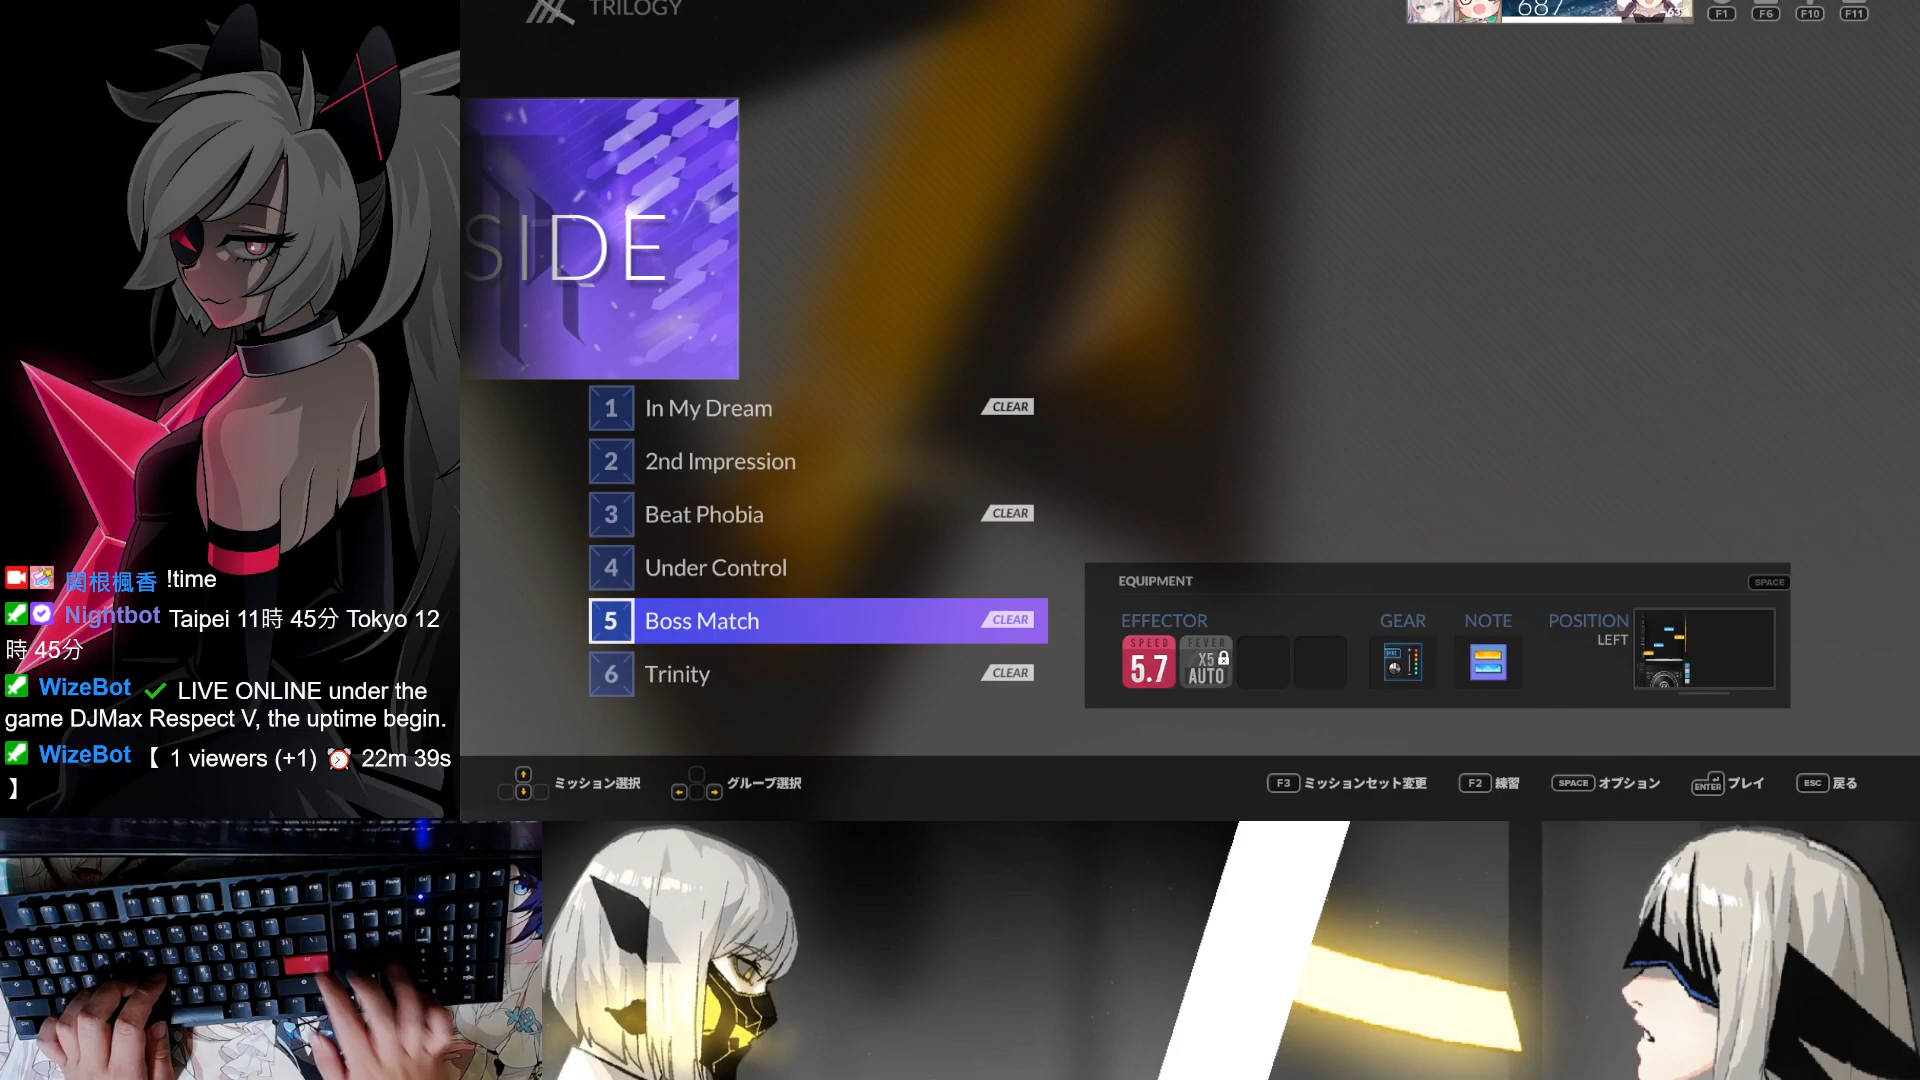 TRILOGY
687
63%
F1 F6 F10 F11
SIDE
1 In My Dream CLEAR
2 2nd Impression
3 Beat Phobia CLEAR
4 Under Control
5 Boss Match CLEAR
6 Trinity CLEAR
EQUIPMENT SPACE
EFFECTOR GEAR NOTE POSITION
LEFT
SPEED
5.7
FEVER
X5
AUTO
ミッション選択 グループ選択 F3 ミッションセット変更 F2 練習 SPACE オプション ENTER プレイ ESC 戻る
関根楓香 !time
Nightbot Taipei 11時 45分 Tokyo 12
時 45分
WizeBot LIVE ONLINE under the
game DJMax Respect V, the uptime begin.
WizeBot 【 1 viewers (+1) ⏰ 22m 39s
】